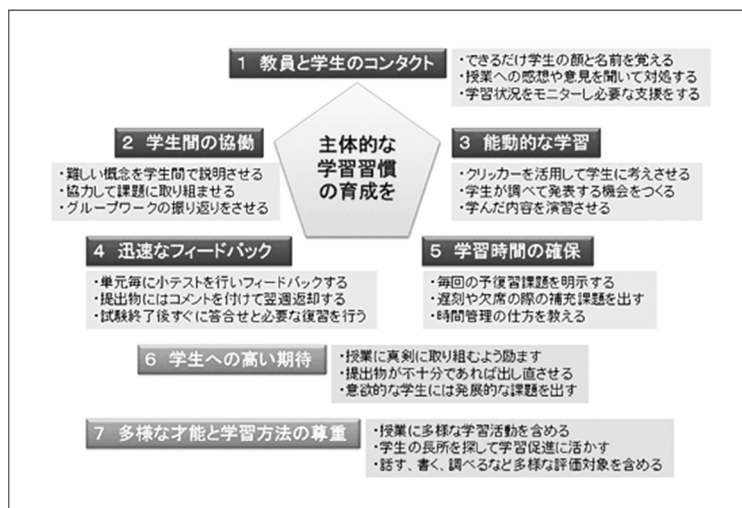 1 教員と学生のコンタクト
・できるだけ学生の顔と名前を覚える
・授業への感想や意見を聞いて対処する
・学習状況をモニターし必要な支援をする
主体的な
学習習慣
の育成を
2 学生間の協働
・難しい概念を学生間で説明させる
・協力して課題に取り組ませる
・グループワークの振り返りをさせる
3 能動的な学習
・クリッカーを活用して学生に考えさせる
・学生が調べて発表する機会をつくる
・学んだ内容を演習させる
4 迅速なフィードバック
・単元毎に小テストを行いフィードバックする
・提出物にはコメントを付けて翌週返却する
・試験終了後すぐに答合せと必要な復習を行う
5 学習時間の確保
・毎回の予復習課題を明示する
・遅刻や欠席の際の補充課題を出す
・時間管理の仕方を教える
6 学生への高い期待
・授業に真剣に取り組むよう励ます
・提出物が不十分であれば出し直させる
・意欲的な学生には発展的な課題を出す
7 多様な才能と学習方法の尊重
・授業に多様な学習活動を含める
・学生の長所を探して学習促進に活かす
・話す、書く、調べるなど多様な評価対象を含める